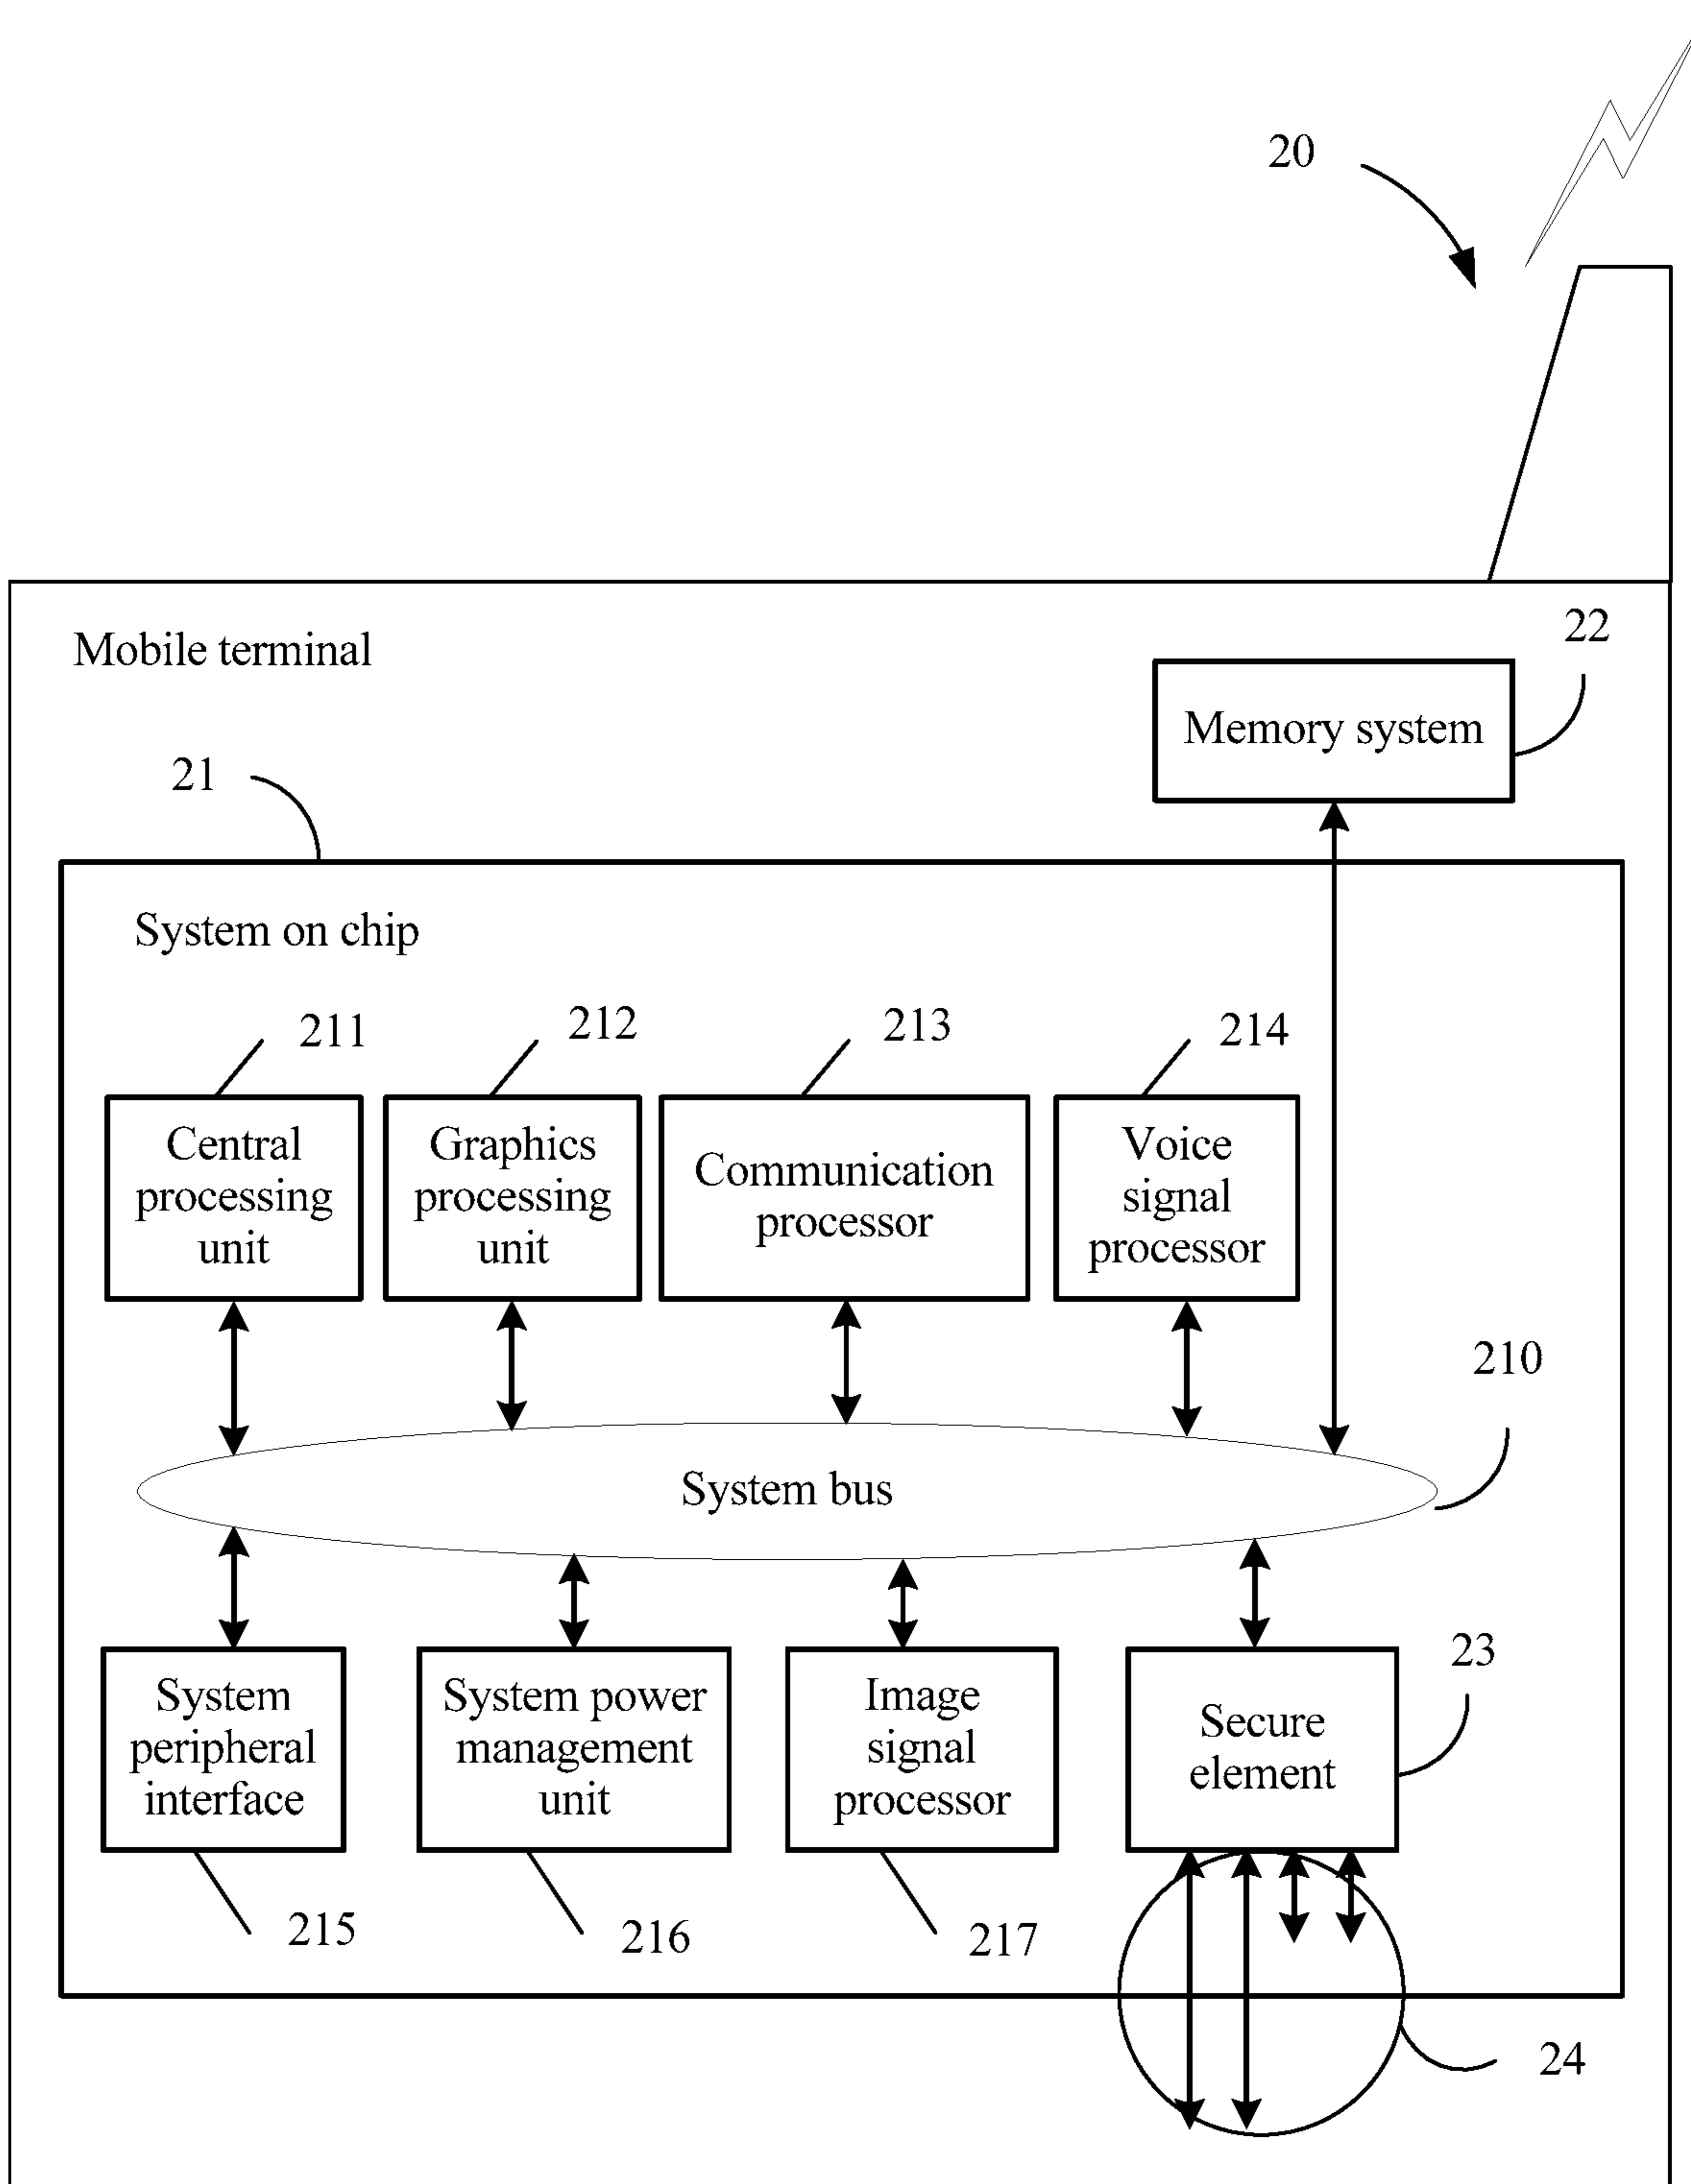 20
Mobile terminal
22
Memory system
21
System on chip
211
212
213
214
Central
processing
unit
Graphics
processing
unit
Communication
processor
Voice
signal
processor
210
System bus
23
System
peripheral
interface
System power
management
unit
Image
signal
processor
Secure
element
215
216
217
24